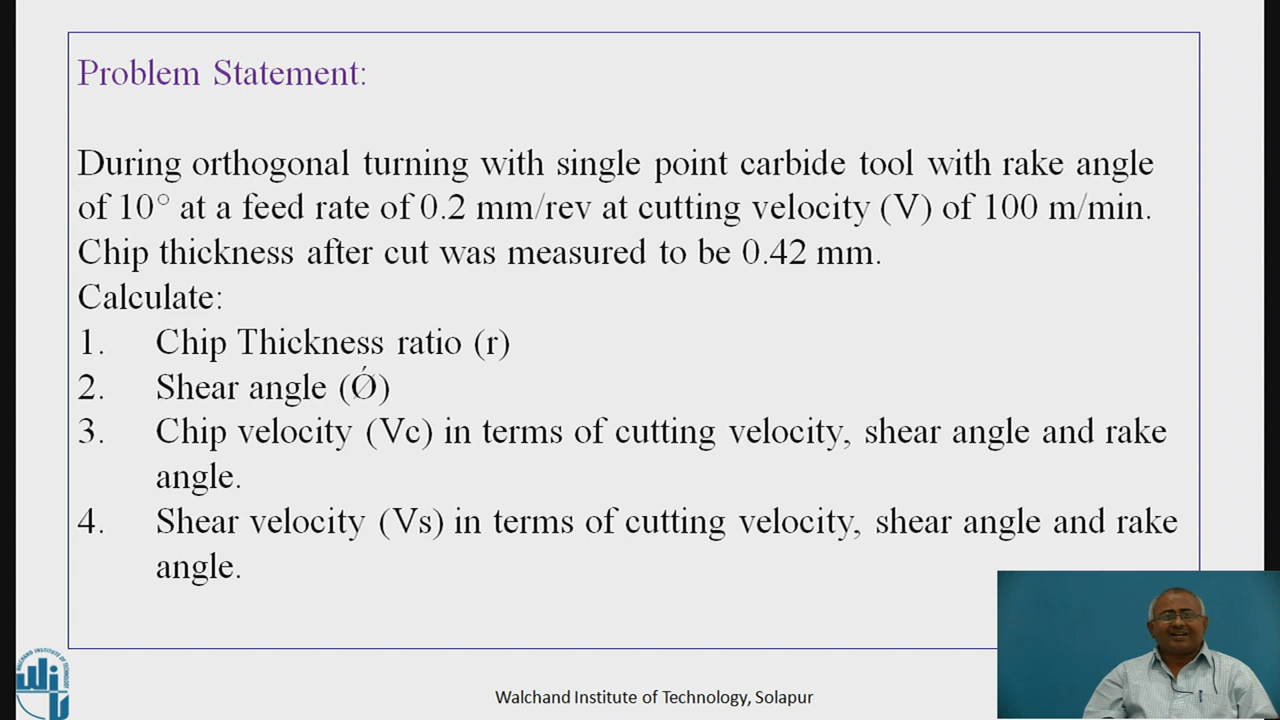 Problem Statement:
During orthogonal turning with single point carbide tool with rake angle
of 10° at a feed rate of 0.2 mm/rev at cutting velocity (V) of 100 m/min.
Chip thickness after cut was measured to be 0.42 mm.
Calculate:
1. Chip Thickness ratio (r)
2. Shear angle (Ǿ)
3. Chip velocity (Vc) in terms of cutting velocity, shear angle and rake
angle.
4. Shear velocity (Vs) in terms of cutting velocity, shear angle and rake
angle.
Walchand Institute of Technology, Solapur